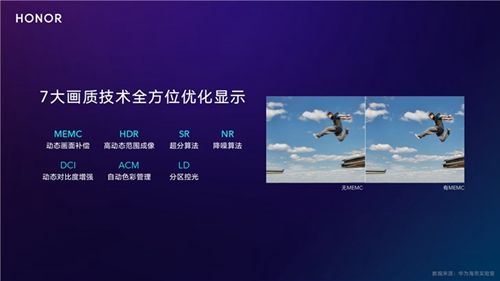 HONOR
7大画质技术全方位优化显示
MEMC HDR SR NR
动态画面补偿 高动态范围成像 超分算法 降噪算法
DCI ACM LD
动态对比度增强 自动色彩管理 分区控光
无MEMC 有MEMC
数据来源：华为海思实验室